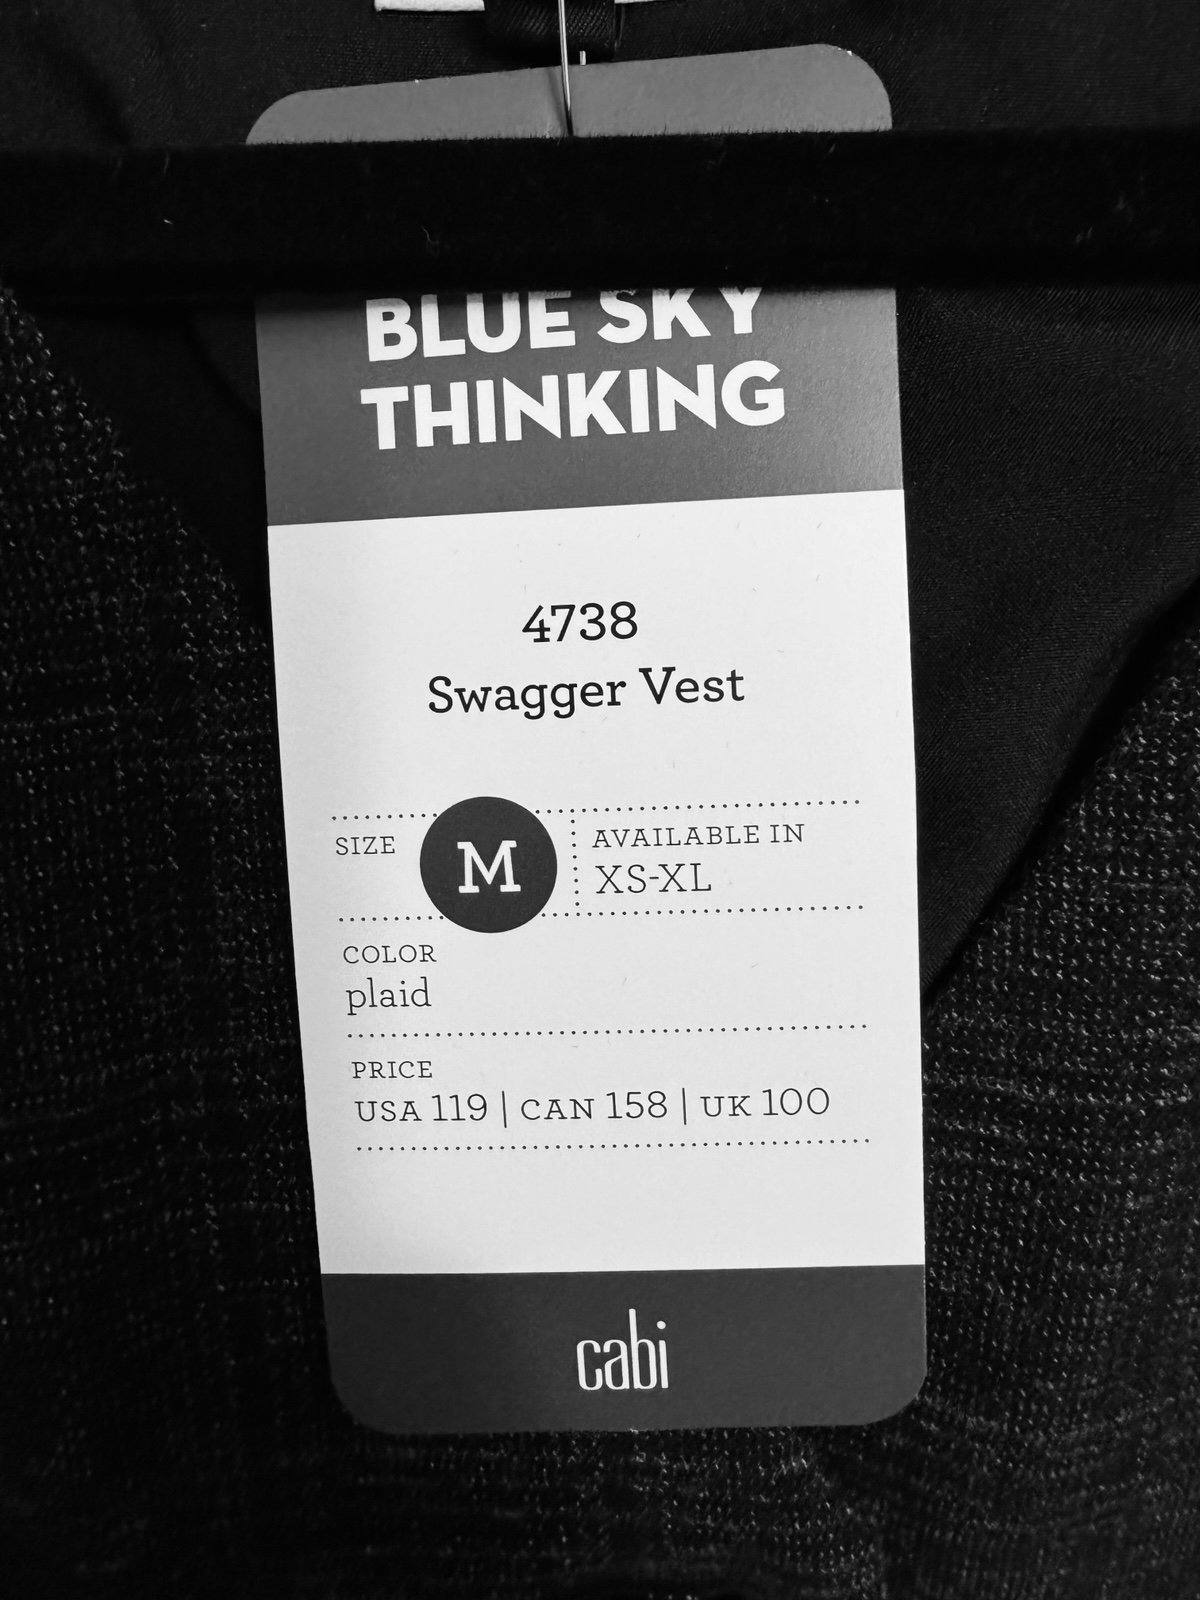 BLUE SKY
THINKING
4738
Swagger Vest
SIZE
M
AVAILABLE IN
XS-XL
COLOR
plaid
PRICE
USA 119 | CAN 158 | UK 100
cabi